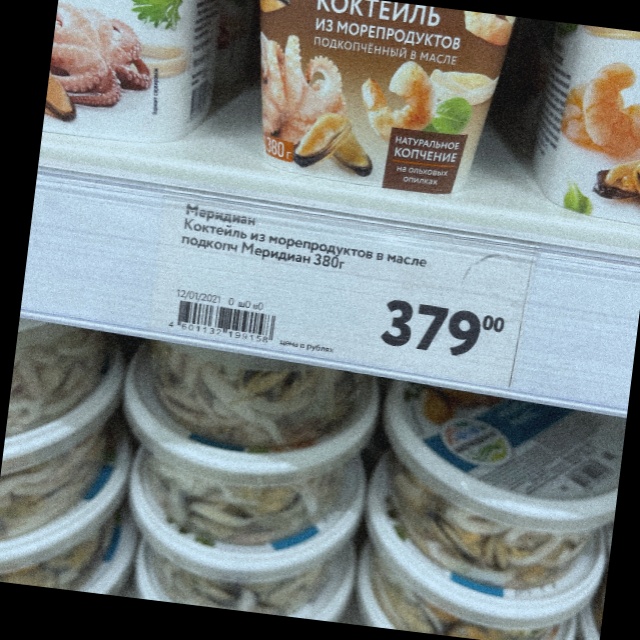 КОКТЕЙЛЬ
ИЗ МОРЕПРОДУКТОВ
ПОДКОПЧЁННЫЙ В МАСЛЕ
380 г
НАТУРАЛЬНОЕ
КОПЧЕНИЕ
НА ОЛЬХОВЫХ
ОПИЛКАХ
Меридиан
Коктейль из морепродуктов в масле
подкопч Меридиан 380г
12/01/2021
379 00
цены в рублях